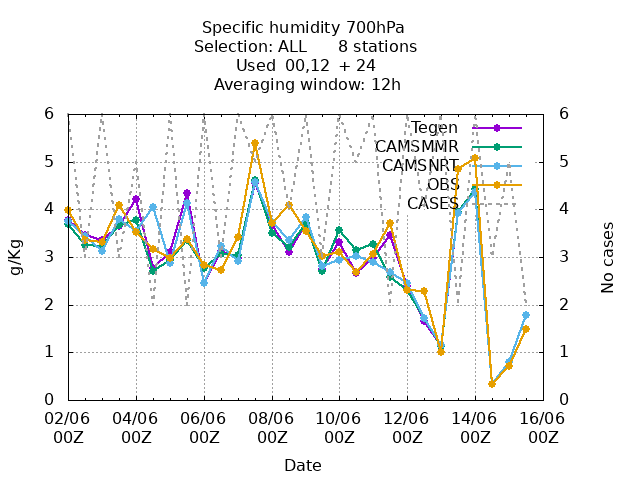 Specific humidity 700hPa
Selection: ALL      8 stations
Used  00,12  + 24
Averaging window: 12h
6
5
4
3
2
1
0
6
5
4
3
2
1
0
g/Kg
No cases
Tegen
CAMSMMR
CAMSNRT
OBS
CASES
02/06 04/06 06/06 08/06 10/06 12/06 14/06 16/06
00Z 00Z 00Z 00Z 00Z 00Z 00Z 00Z
Date